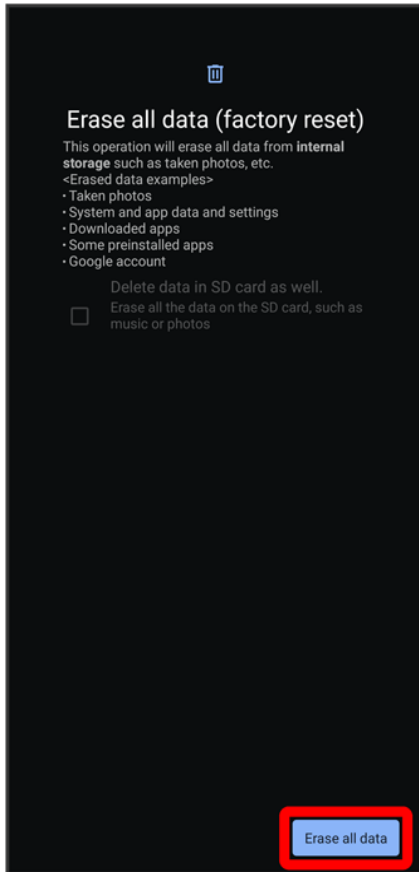 Erase all data (factory reset)
This operation will erase all data from internal
storage such as taken photos, etc.
<Erased data examples>
・Taken photos
・System and app data and settings
・Downloaded apps
・Some preinstalled apps
・Google account
Delete data in SD card as well.
Erase all the data on the SD card, such as
music or photos
Erase all data